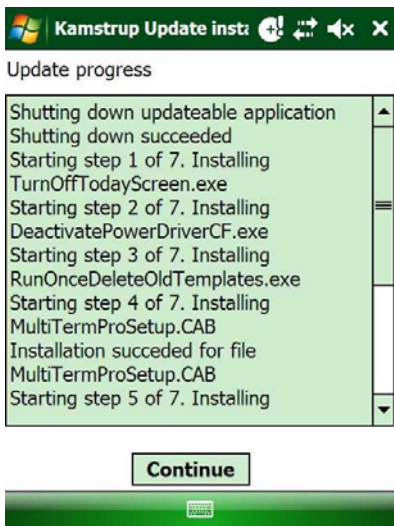 Kamstrup Update insta
Update progress
Shutting down updateable application
Shutting down succeeded
Starting step 1 of 7. Installing
TurnOffTodayScreen.exe
Starting step 2 of 7. Installing
DeactivatePowerDriverCF.exe
Starting step 3 of 7. Installing
RunOnceDeleteOldTemplates.exe
Starting step 4 of 7. Installing
MultiTermProSetup.CAB
Installation succeded for file
MultiTermProSetup.CAB
Starting step 5 of 7. Installing
Continue